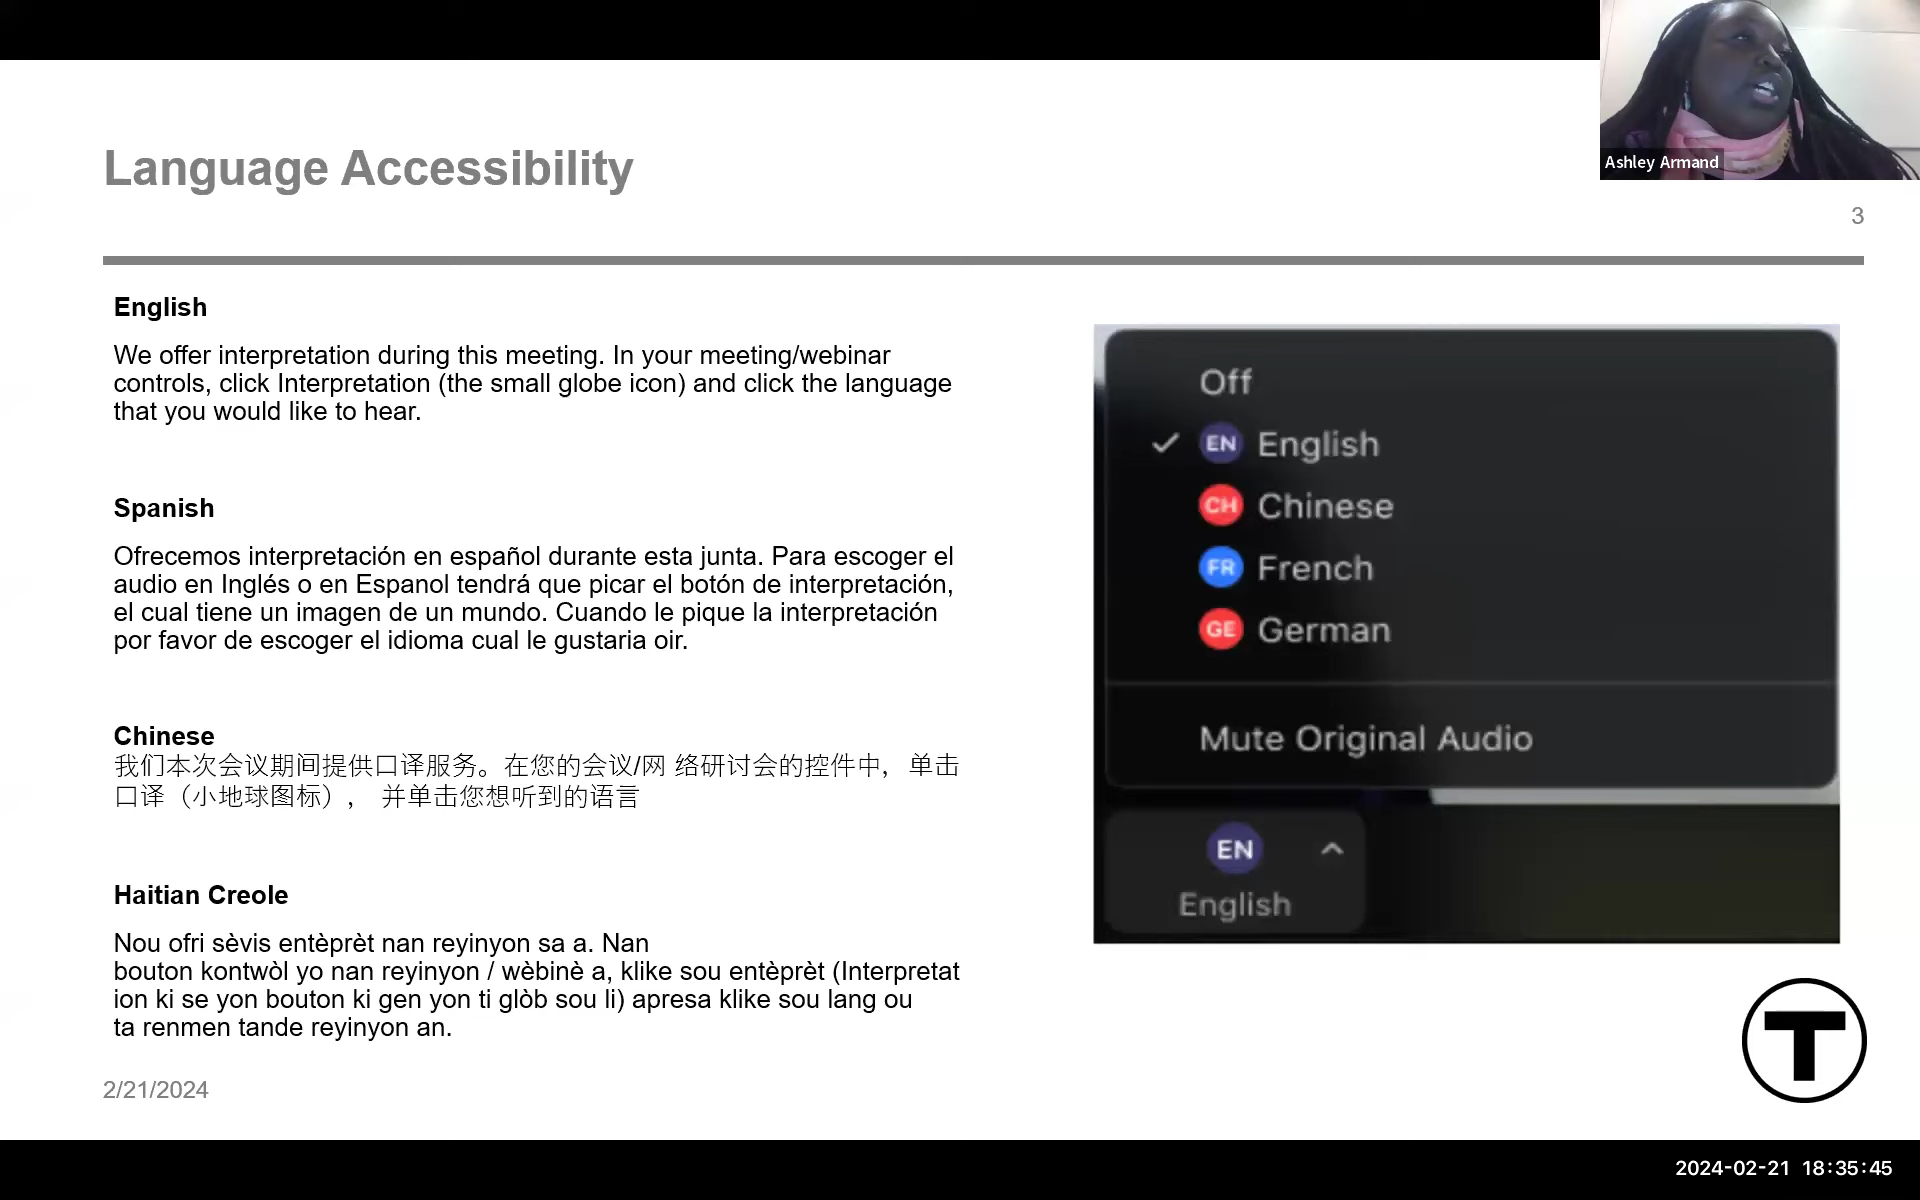 Ashley Armand
Language Accessibility
3
English
We offer interpretation during this meeting. In your meeting/webinar
controls, click Interpretation (the small globe icon) and click the language
that you would like to hear.
Spanish
Ofrecemos interpretación en español durante esta junta. Para escoger el
audio en Inglés o en Espanol tendrá que picar el botón de interpretación,
el cual tiene un imagen de un mundo. Cuando le pique la interpretación
por favor de escoger el idioma cual le gustaria oir.
Chinese
我们本次会议期间提供口译服务。在您的会议/网 络研讨会的控件中，单击
口译（小地球图标）， 并单击您想听到的语言
Haitian Creole
Nou ofri sèvis entèprèt nan reyinyon sa a. Nan
bouton kontwòl yo nan reyinyon / wèbinè a, klike sou entèprèt (Interpretat
ion ki se yon bouton ki gen yon ti glòb sou li) apresa klike sou lang ou
ta renmen tande reyinyon an.
2/21/2024
Off
EN English
CH Chinese
FR French
GE German
Mute Original Audio
EN
English
T
2024-02-21 18:35:45